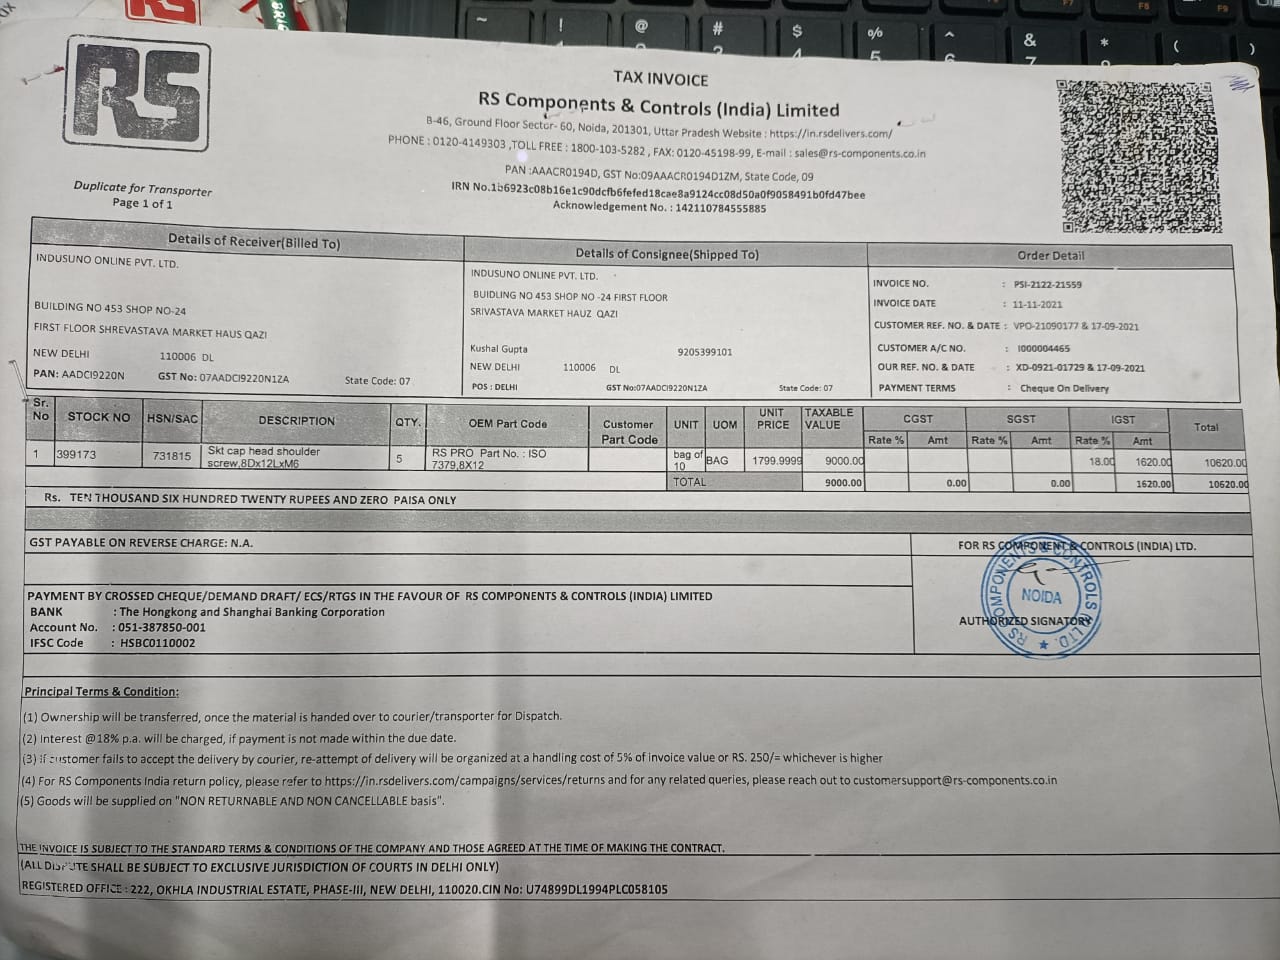 RS
TAX INVOICE
RS Components & Controls (India) Limited
B-46, Ground Floor Sector- 60, Noida, 201301, Uttar Pradesh Website : https://in.rsdelivers.com/
PHONE : 0120-4149303 ,TOLL FREE : 1800-103-5282 , FAX: 0120-45198-99, E-mail : sales@rs-components.co.in
PAN :AAACR0194D, GST No:09AAACR0194D1ZM, State Code, 09
IRN No.1b6923c08b16e1c90dcfb6fefed18cae8a9124cc08d50a0f9058491b0fd47bee
Acknowledgement No. : 142110784555885
Duplicate for Transporter
Page 1 of 1
Details of Receiver(Billed To)
INDUSUNO ONLINE PVT. LTD.
BUILDING NO 453 SHOP NO-24
FIRST FLOOR SHREVASTAVA MARKET HAUS QAZI
NEW DELHI 110006 DL
PAN: AADCI9220N GST No: 07AADCI9220N1ZA State Code: 07
Details of Consignee(Shipped To)
INDUSUNO ONLINE PVT. LTD.
BUIDLING NO 453 SHOP NO -24 FIRST FLOOR
SRIVASTAVA MARKET HAUZ QAZI
Kushal Gupta 9205399101
NEW DELHI 110006 DL
POS : DELHI GST No:07AADCI9220N1ZA State Code: 07
Order Detail
INVOICE NO. : PSI-2122-21559
INVOICE DATE : 11-11-2021
CUSTOMER REF. NO. & DATE : VPO-21090177 & 17-09-2021
CUSTOMER A/C NO. : I000004465
OUR REF. NO. & DATE : XD-0921-01729 & 17-09-2021
PAYMENT TERMS : Cheque On Delivery
Sr. No STOCK NO HSN/SAC DESCRIPTION QTY. OEM Part Code Customer Part Code UNIT UOM UNIT PRICE TAXABLE VALUE CGST SGST IGST Total
Rate % Amt Rate % Amt Rate % Amt
1 399173 731815 Skt cap head shoulder screw,8Dx12LxM6 5 RS PRO Part No. : ISO 7379,8X12 bag of 10 BAG 1799.9999 9000.00 18.00 1620.00 10620.00
TOTAL 9000.00 0.00 0.00 1620.00 10620.00
Rs. TEN THOUSAND SIX HUNDRED TWENTY RUPEES AND ZERO PAISA ONLY
GST PAYABLE ON REVERSE CHARGE: N.A.
FOR RS COMPONENT & CONTROLS (INDIA) LTD.
RS COMPONENTS & CONTROLS (I) LTD.
NOIDA
AUTHORIZED SIGNATORY
PAYMENT BY CROSSED CHEQUE/DEMAND DRAFT/ ECS/RTGS IN THE FAVOUR OF RS COMPONENTS & CONTROLS (INDIA) LIMITED
BANK : The Hongkong and Shanghai Banking Corporation
Account No. : 051-387850-001
IFSC Code : HSBC0110002
Principal Terms & Condition:
(1) Ownership will be transferred, once the material is handed over to courier/transporter for Dispatch.
(2) Interest @18% p.a. will be charged, if payment is not made within the due date.
(3) If customer fails to accept the delivery by courier, re-attempt of delivery will be organized at a handling cost of 5% of invoice value or RS. 250/= whichever is higher
(4) For RS Components India return policy, please refer to https://in.rsdelivers.com/campaigns/services/returns and for any related queries, please reach out to customersupport@rs-components.co.in
(5) Goods will be supplied on "NON RETURNABLE AND NON CANCELLABLE basis".
THE INVOICE IS SUBJECT TO THE STANDARD TERMS & CONDITIONS OF THE COMPANY AND THOSE AGREED AT THE TIME OF MAKING THE CONTRACT.
(ALL DISPUTE SHALL BE SUBJECT TO EXCLUSIVE JURISDICTION OF COURTS IN DELHI ONLY)
REGISTERED OFFICE : 222, OKHLA INDUSTRIAL ESTATE, PHASE-III, NEW DELHI, 110020.CIN No: U74899DL1994PLC058105